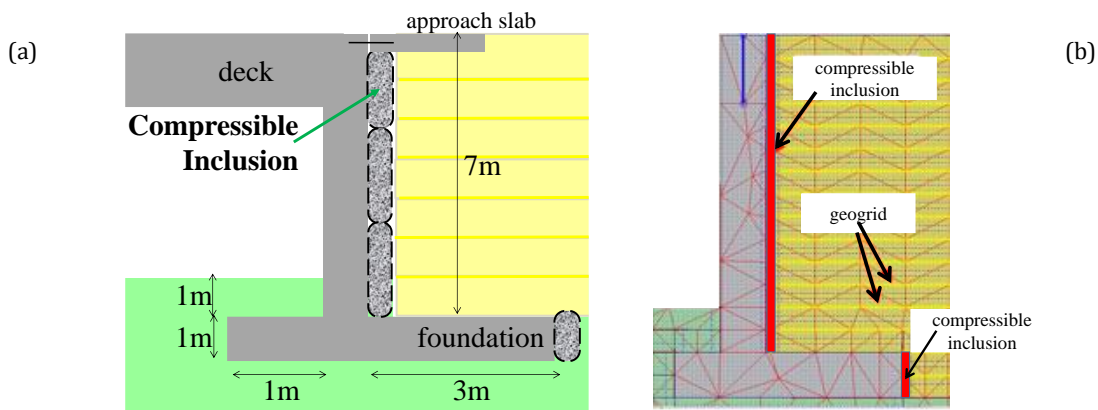 (a)
approach slab
deck
Compressible
Inclusion
7m
1m
1m
foundation
1m
3m
(b)
compressible
inclusion
geogrid
compressible
inclusion